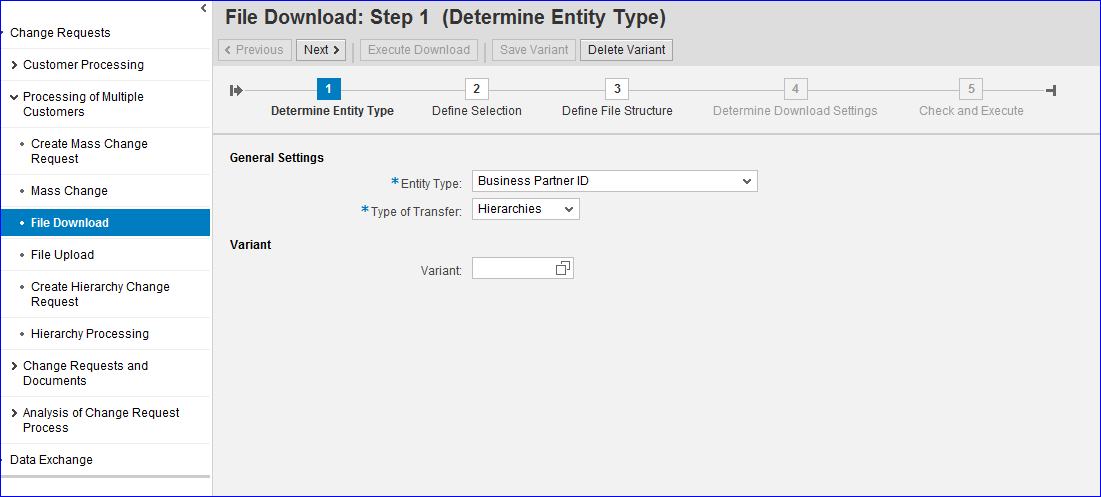 Change Requests
Customer Processing
Processing of Multiple
Customers
Create Mass Change
Request
Mass Change
File Download
File Upload
Create Hierarchy Change
Request
Hierarchy Processing
Change Requests and
Documents
Analysis of Change Request
Process
Data Exchange
File Download: Step 1 (Determine Entity Type)
Previous Next Execute Download Save Variant Delete Variant
1 2 3 4 5
Determine Entity Type Define Selection Define File Structure Determine Download Settings Check and Execute
General Settings
*Entity Type: Business Partner ID
*Type of Transfer: Hierarchies
Variant
Variant: